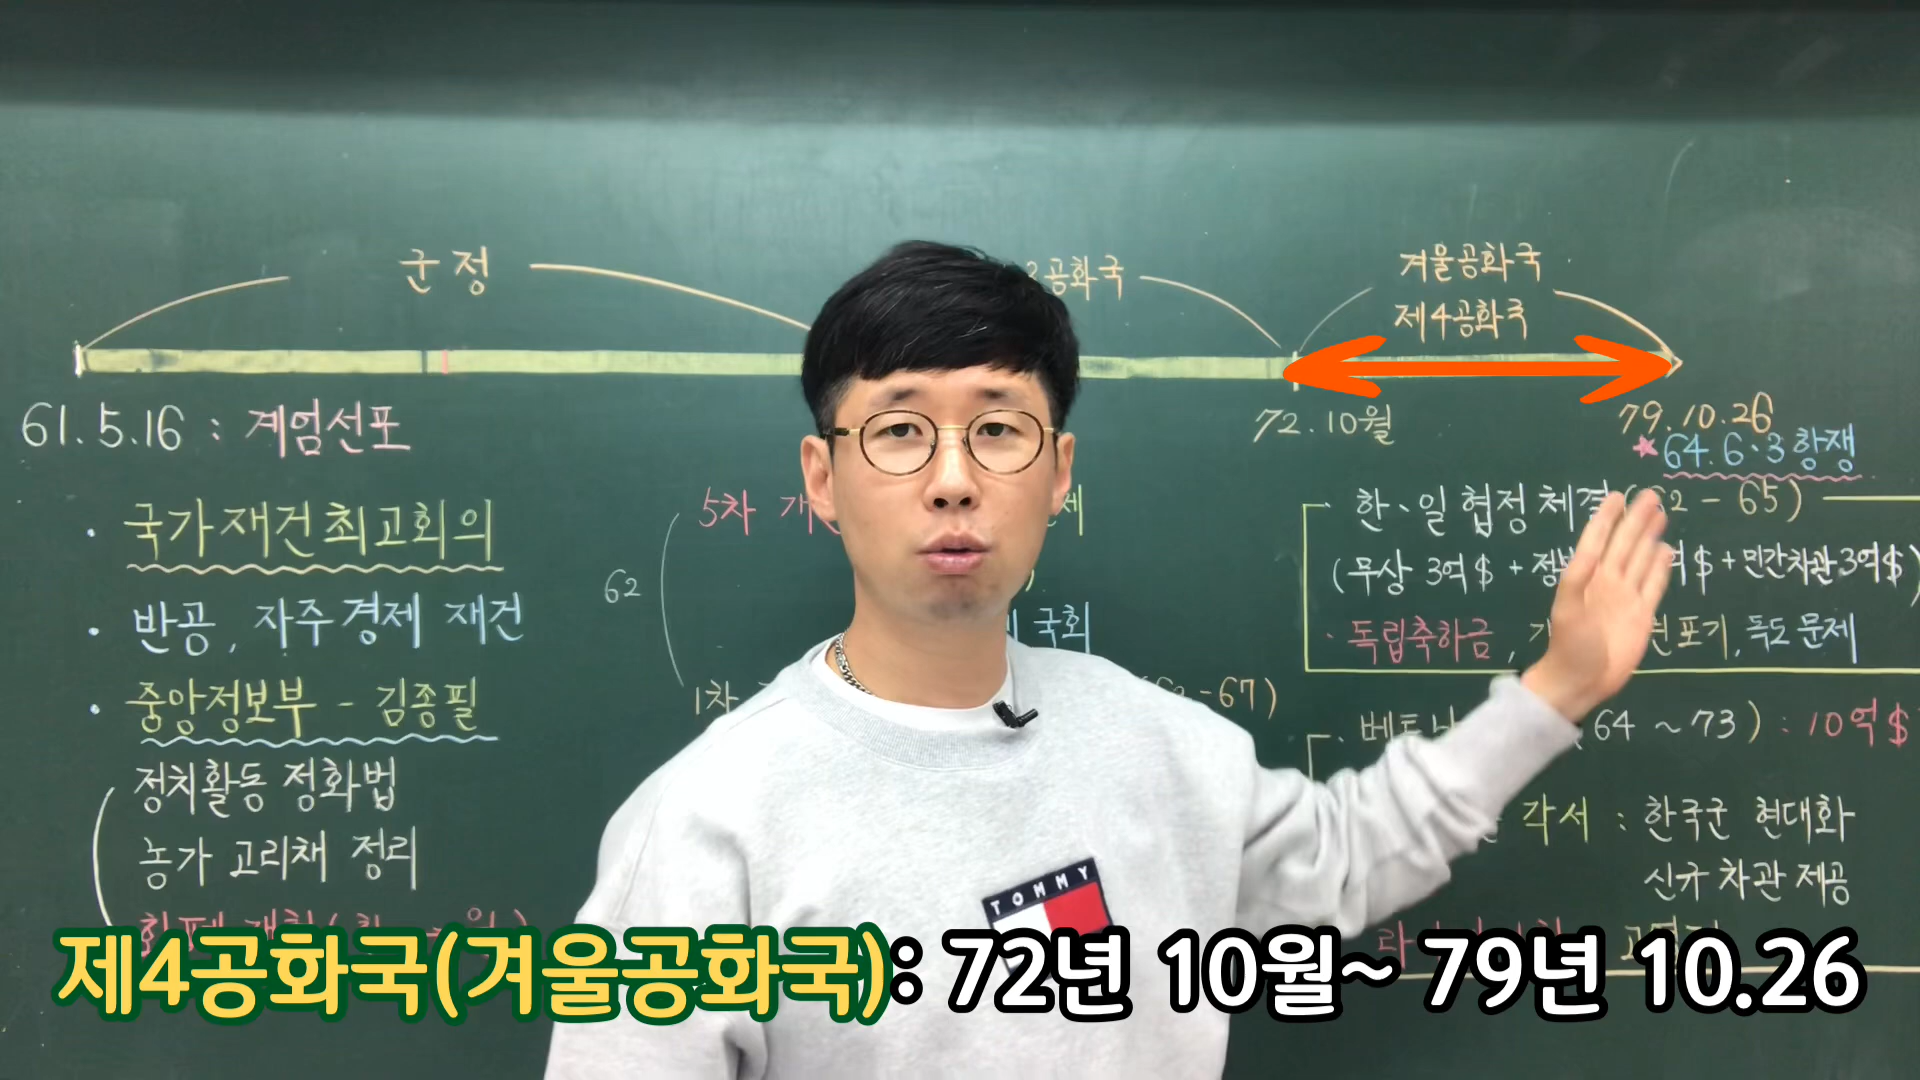 군정
공화국
겨울공화국
제4공화국
61.5.16 : 계엄선포
72.10월
79.10.26
★64.6.3 항쟁
· 국가재건최고회의
· 반공, 자주경제 재건
· 중앙정보부 - 김종필
정치활동 정화법
농가 고리채 정리
62
5차
1차
국회
-67)
· 한·일 협정 체결 (62 - 65)
(무상 3억$ + 정부 억$ + 민간차관 3억$)
· 독립축하금, 포기, 독도 문제
(64 ~ 73) : 10억$
각서 : 한국군 현대화
신규 차관 제공
TOMMY
제4공화국(겨울공화국): 72년 10월~ 79년 10.26